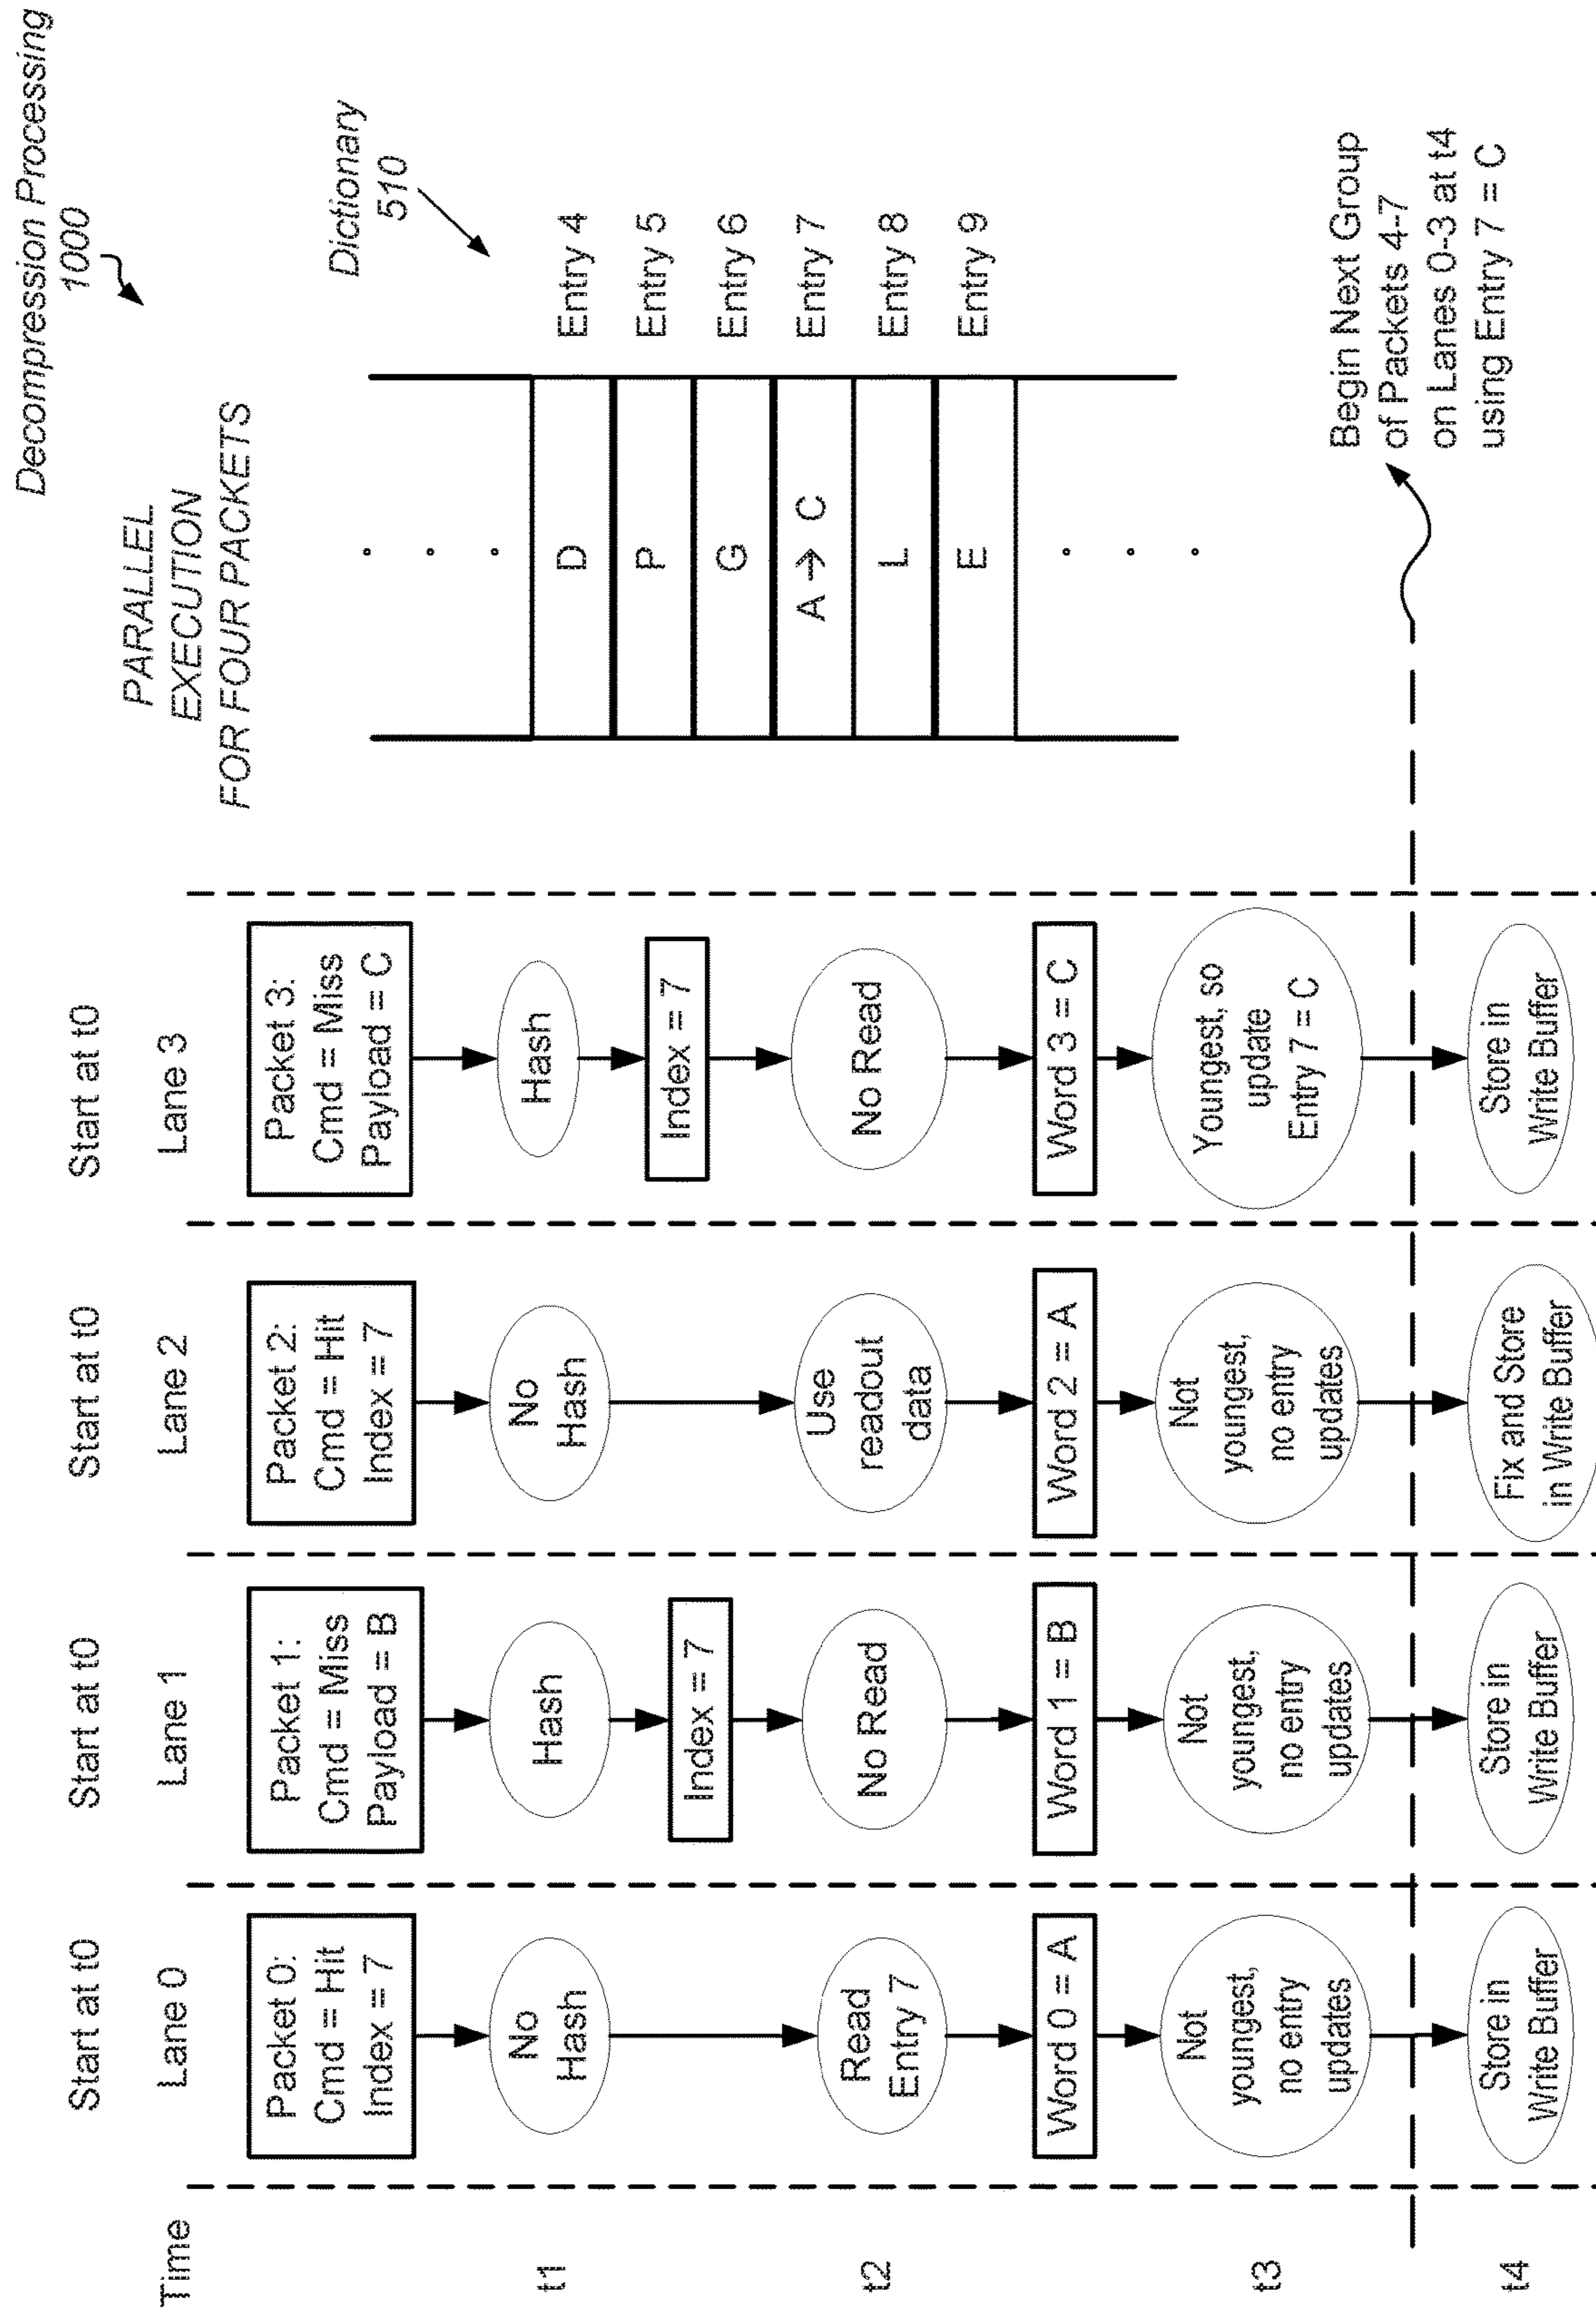 Decompression Processing
1000
PARALLEL
EXECUTION
FOR FOUR PACKETS
Dictionary
510
D
Entry 4
P
Entry 5
G
Entry 6
A → C
Entry 7
L
Entry 8
E
Entry 9
Begin Next Group
of Packets 4-7
on Lanes 0-3 at t4
using Entry 7 = C
Time
t1
t2
t3
t4
Start at t0
Lane 0
Packet 0:
Cmd = Hit
Index = 7
No
Hash
Read
Entry 7
Word 0 = A
Not
youngest,
no entry
updates
Store in
Write Buffer
Start at t0
Lane 1
Packet 1:
Cmd = Miss
Payload = B
Hash
Index = 7
No Read
Word 1 = B
Not
youngest,
no entry
updates
Store in
Write Buffer
Start at t0
Lane 2
Packet 2:
Cmd = Hit
Index = 7
No
Hash
Use
readout
data
Word 2 = A
Not
youngest,
no entry
updates
Fix and Store
in Write Buffer
Start at t0
Lane 3
Packet 3:
Cmd = Miss
Payload = C
Hash
Index = 7
No Read
Word 3 = C
Youngest, so
update
Entry 7 = C
Store in
Write Buffer